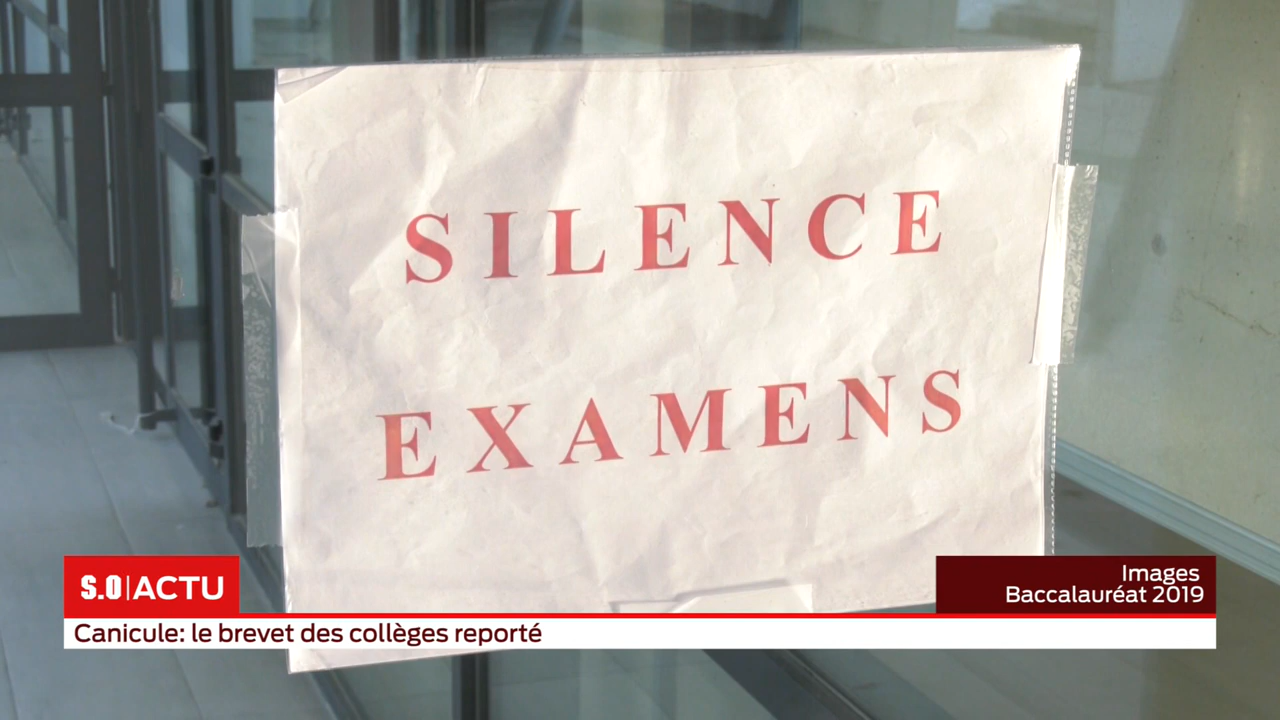 SILENCE
EXAMENS
S.O|ACTU
Images
Baccalauréat 2019
Canicule: le brevet des collèges reporté